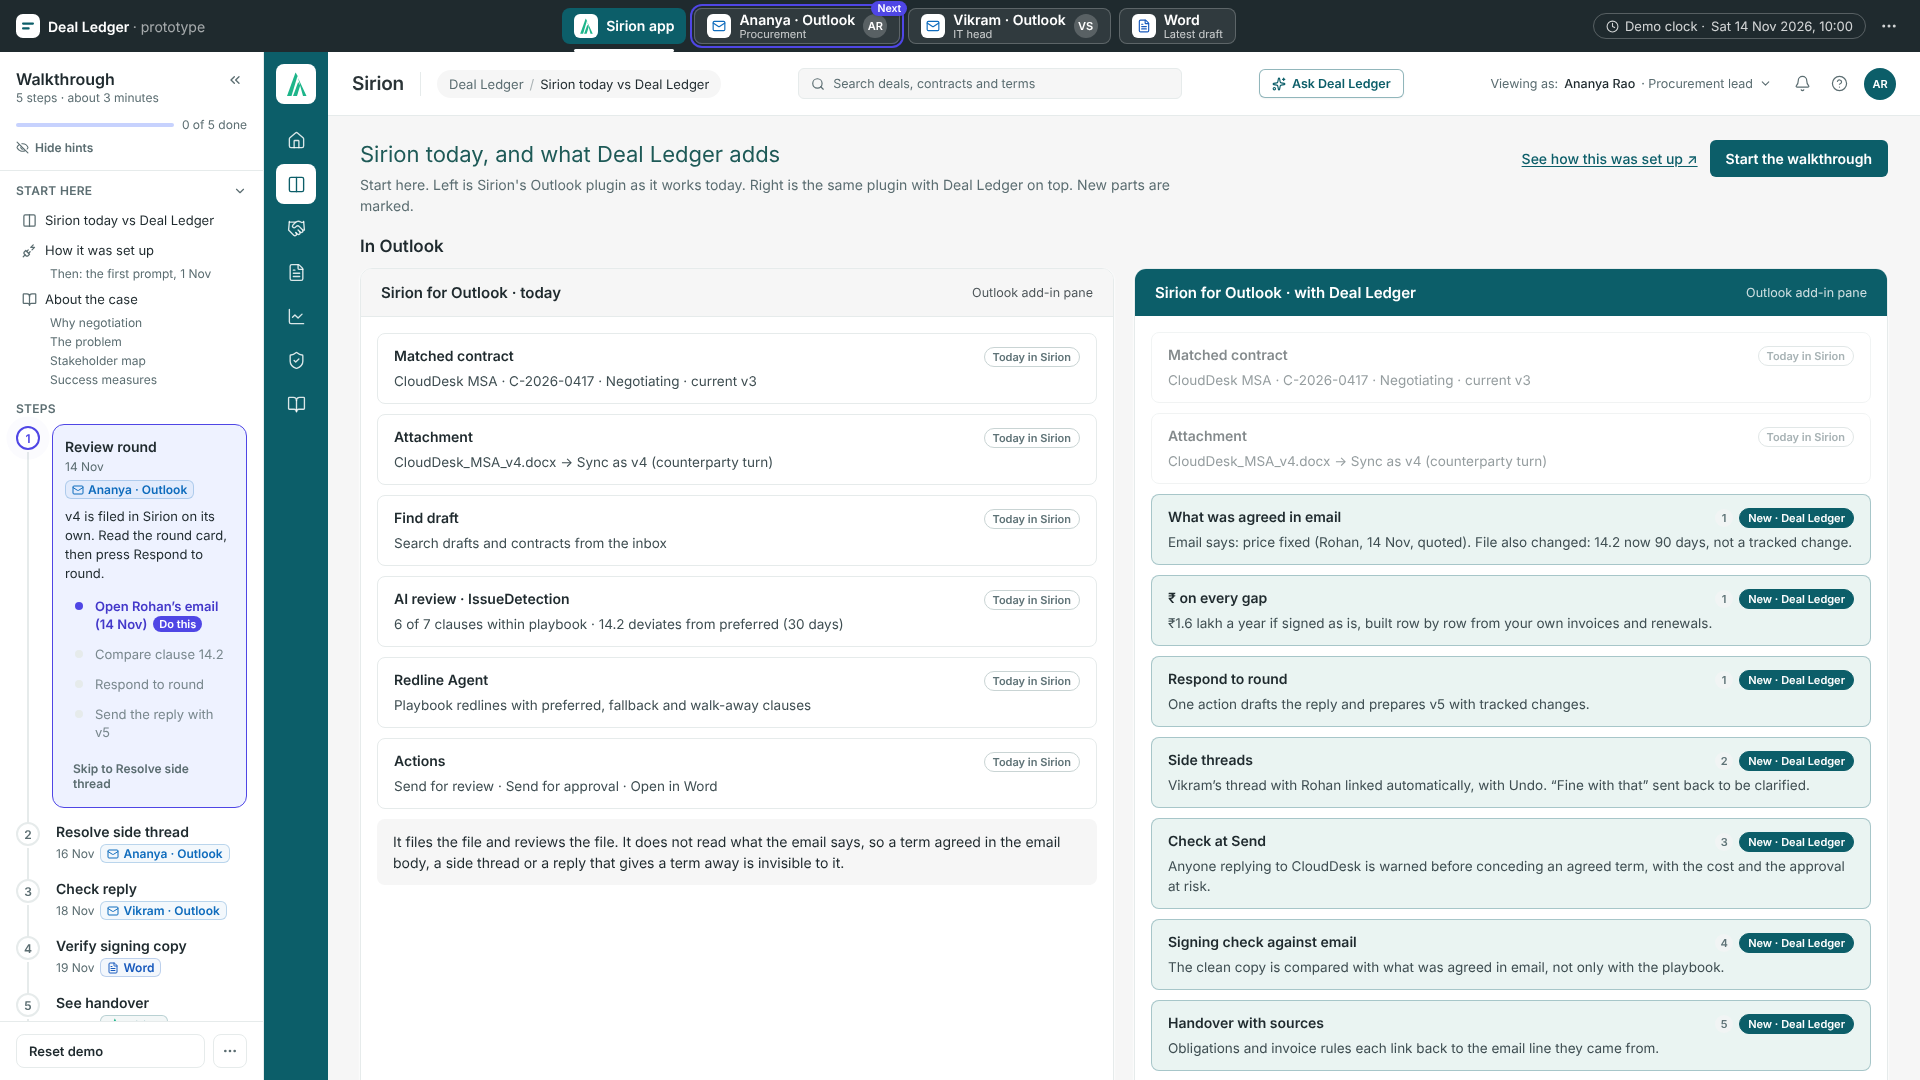 Deal Ledger · prototype
Sirion app
Ananya · Outlook
Procurement
AR
Next
Vikram · Outlook
IT head
VS
Word
Latest draft
Demo clock · Sat 14 Nov 2026, 10:00
Walkthrough
5 steps · about 3 minutes
0 of 5 done
Hide hints
START HERE
Sirion today vs Deal Ledger
How it was set up
Then: the first prompt, 1 Nov
About the case
Why negotiation
The problem
Stakeholder map
Success measures
STEPS
1
Review round
14 Nov
Ananya · Outlook
v4 is filed in Sirion on its
own. Read the round card,
then press Respond to
round.
Open Rohan's email
(14 Nov) Do this
Compare clause 14.2
Respond to round
Send the reply with
v5
Skip to Resolve side
thread
2
Resolve side thread
16 Nov Ananya · Outlook
3
Check reply
18 Nov Vikram · Outlook
4
Verify signing copy
19 Nov Word
5
See handover
Reset demo
Sirion
Deal Ledger / Sirion today vs Deal Ledger
Search deals, contracts and terms
Ask Deal Ledger
Viewing as: Ananya Rao · Procurement lead
AR
Sirion today, and what Deal Ledger adds
Start here. Left is Sirion's Outlook plugin as it works today. Right is the same plugin with Deal Ledger on top. New parts are
marked.
See how this was set up ↗
Start the walkthrough
In Outlook
Sirion for Outlook · today
Outlook add-in pane
Matched contract
Today in Sirion
CloudDesk MSA · C-2026-0417 · Negotiating · current v3
Attachment
Today in Sirion
CloudDesk_MSA_v4.docx → Sync as v4 (counterparty turn)
Find draft
Today in Sirion
Search drafts and contracts from the inbox
AI review · IssueDetection
Today in Sirion
6 of 7 clauses within playbook · 14.2 deviates from preferred (30 days)
Redline Agent
Today in Sirion
Playbook redlines with preferred, fallback and walk-away clauses
Actions
Today in Sirion
Send for review · Send for approval · Open in Word
It files the file and reviews the file. It does not read what the email says, so a term agreed in the email
body, a side thread or a reply that gives a term away is invisible to it.
Sirion for Outlook · with Deal Ledger
Outlook add-in pane
Matched contract
Today in Sirion
CloudDesk MSA · C-2026-0417 · Negotiating · current v3
Attachment
Today in Sirion
CloudDesk_MSA_v4.docx → Sync as v4 (counterparty turn)
What was agreed in email
1 New · Deal Ledger
Email says: price fixed (Rohan, 14 Nov, quoted). File also changed: 14.2 now 90 days, not a tracked change.
₹ on every gap
1 New · Deal Ledger
₹1.6 lakh a year if signed as is, built row by row from your own invoices and renewals.
Respond to round
1 New · Deal Ledger
One action drafts the reply and prepares v5 with tracked changes.
Side threads
2 New · Deal Ledger
Vikram's thread with Rohan linked automatically, with Undo. “Fine with that” sent back to be clarified.
Check at Send
3 New · Deal Ledger
Anyone replying to CloudDesk is warned before conceding an agreed term, with the cost and the approval
at risk.
Signing check against email
4 New · Deal Ledger
The clean copy is compared with what was agreed in email, not only with the playbook.
Handover with sources
5 New · Deal Ledger
Obligations and invoice rules each link back to the email line they came from.